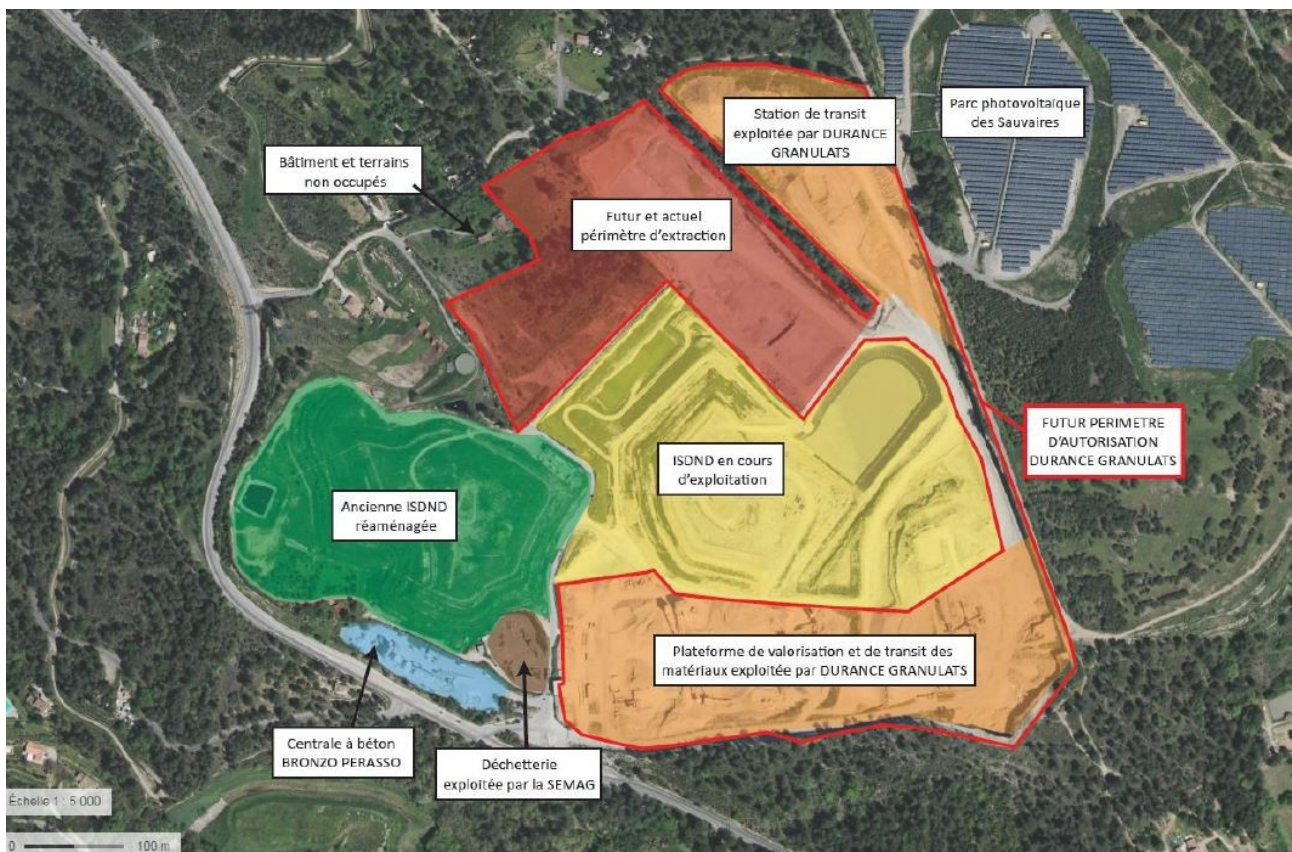 Station de transit
exploitée par DURANCE
GRANULATS
Parc photovoltaïque
des Sauvaires
Bâtiment et terrains
non occupés
Futur et actuel
périmètre d'extraction
FUTUR PERIMETRE
D'AUTORISATION
DURANCE GRANULATS
ISDND en cours
d'exploitation
Ancienne ISDND
réaménagée
Plateforme de valorisation et de transit des
matériaux exploitée par DURANCE GRANULATS
Centrale à béton
BRONZO PERASSO
Déchetterie
exploitée par la SEMAG
Échelle 1 : 5 000
0 100 m